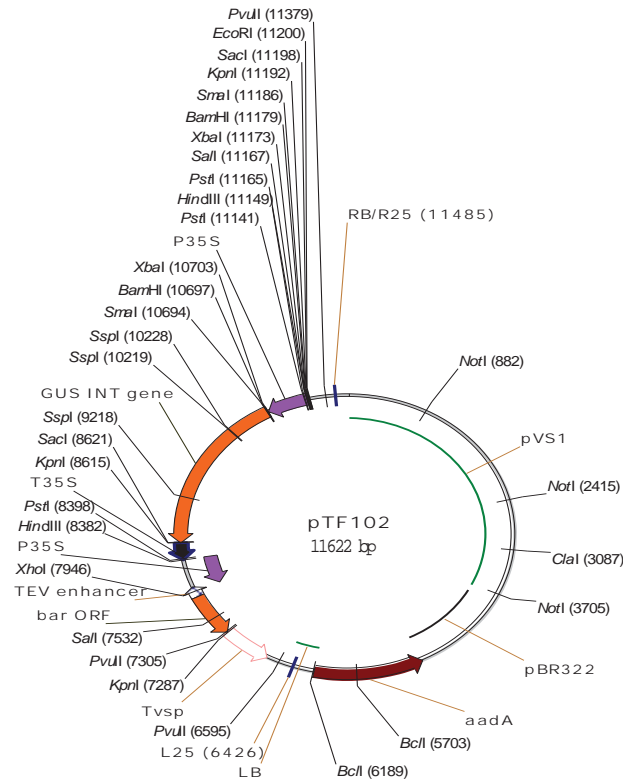 PvuII (11379)
EcoRI (11200)
SacI (11198)
KpnI (11192)
SmaI (11186)
BamHI (11179)
XbaI (11173)
SalI (11167)
PstI (11165)
HindIII (11149)
PstI (11141)
P35S
XbaI (10703)
BamHI (10697)
SmaI (10694)
SspI (10228)
SspI (10219)
GUS INT gene
SspI (9218)
SacI (8621)
KpnI (8615)
T35S
PstI (8398)
HindIII (8382)
P35S
XhoI (7946)
TEV enhancer
bar ORF
SalI (7532)
PvuII (7305)
KpnI (7287)
Tvsp
PvuII (6595)
L25 (6426)
LB
RB/R25 (11485)
NotI (882)
pVS1
NotI (2415)
ClaI (3087)
NotI (3705)
pBR322
aadA
BclI (5703)
BclI (6189)
pTF102
11622 bp